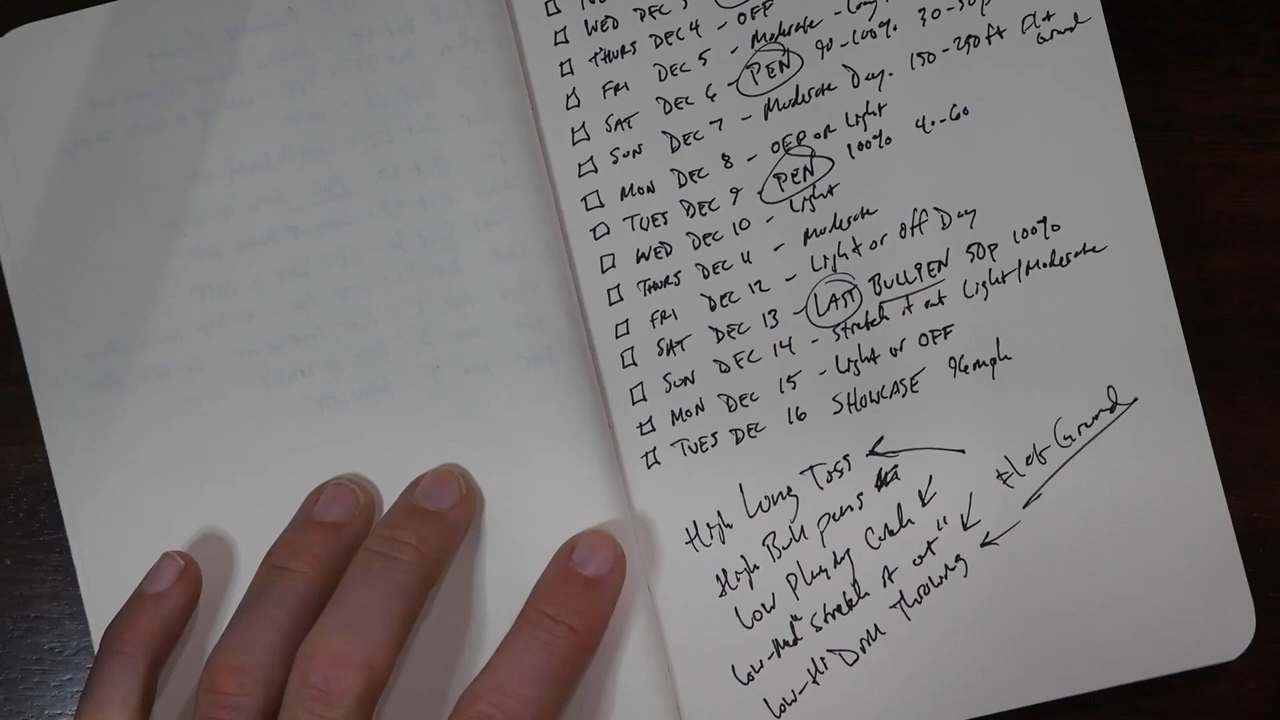 WED DEC 3
THURS DEC 4 - OFF
FRI DEC 5 - Moderate - Long
SAT DEC 6 - PEN 90-100% 30-50p
SUN DEC 7 - Moderate Day. 150-250ft Flat Ground
MON DEC 8 - OFF or Light
TUES DEC 9 - PEN 100% 40-60
WED DEC 10 - Light
THURS DEC 11 - Moderate
FRI DEC 12 - Light or off Day
SAT DEC 13 - LAST BULLPEN 50p 100%
SUN DEC 14 - Stretch it out Light/Moderate
MON DEC 15 - Light or OFF
TUES DEC 16 SHOWCASE 96mph
High Long Toss
High Bull pens
Low Playing Catch
Flat Ground
Low-Med "Stretch it out"
Low-Hi Drill Throwing